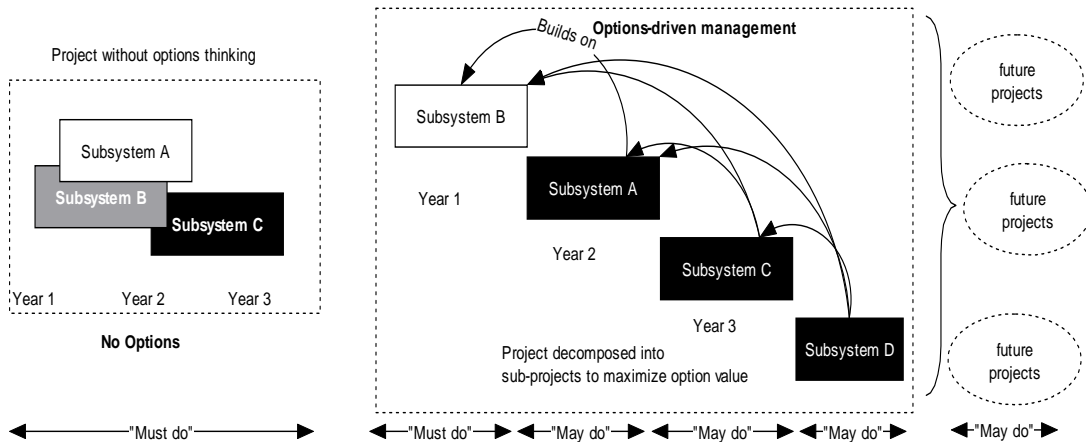 Project without options thinking
Subsystem A
Subsystem B
Subsystem C
Year 1
Year 2
Year 3
No Options
"Must do"
Builds on
Options-driven management
Subsystem B
Year 1
Subsystem A
Year 2
Subsystem C
Year 3
Subsystem D
Project decomposed into
sub-projects to maximize option value
"Must do"
"May do"
"May do"
"May do"
future
projects
future
projects
future
projects
"May do"